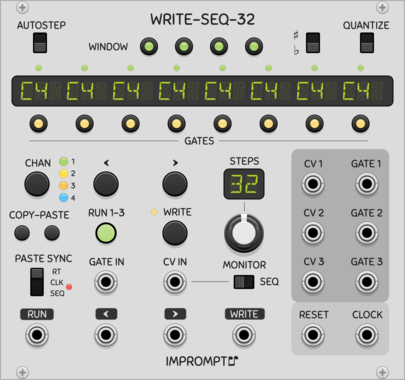 WRITE-SEQ-32
AUTOSTEP
QUANTIZE
WINDOW
♯
♭
C4 C4 C4 C4 C4 C4 C4 C4
GATES
CHAN
1
2
3
4
<
>
STEPS
32
CV 1
GATE 1
COPY-PASTE
RUN 1-3
WRITE
CV 2
GATE 2
PASTE SYNC
RT
CLK
SEQ
GATE IN
CV IN
MONITOR
SEQ
CV 3
GATE 3
RUN
<
>
WRITE
RESET
CLOCK
IMPROMPTU